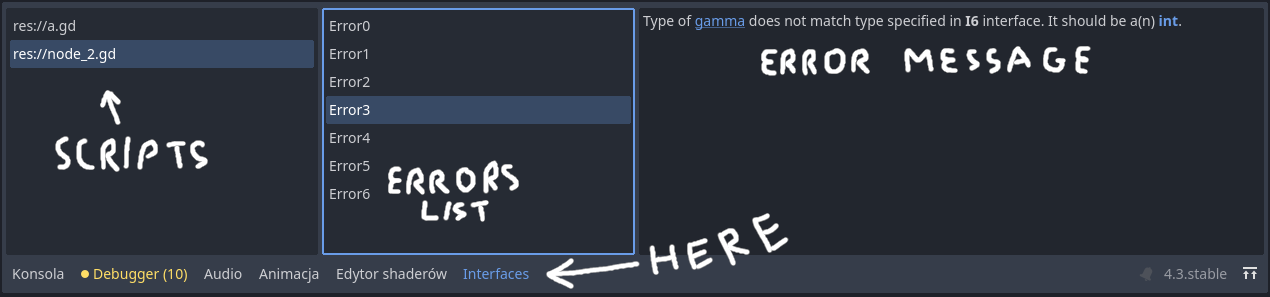 res://a.gd
res://node_2.gd
SCRIPTS
Error0
Error1
Error2
Error3
Error4
Error5
Error6
ERRORS
LIST
Type of gamma does not match type specified in I6 interface. It should be a(n) int.
ERROR MESSAGE
HERE
Konsola Debugger (10) Audio Animacja Edytor shaderów Interfaces 4.3.stable